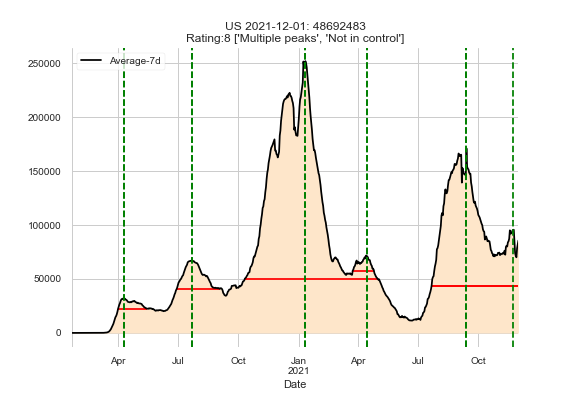 US 2021-12-01: 48692483
Rating:8 ['Multiple peaks', 'Not in control']
Average-7d
250000
200000
150000
100000
50000
0
Apr Jul Oct Jan Apr Jul Oct
2021
Date